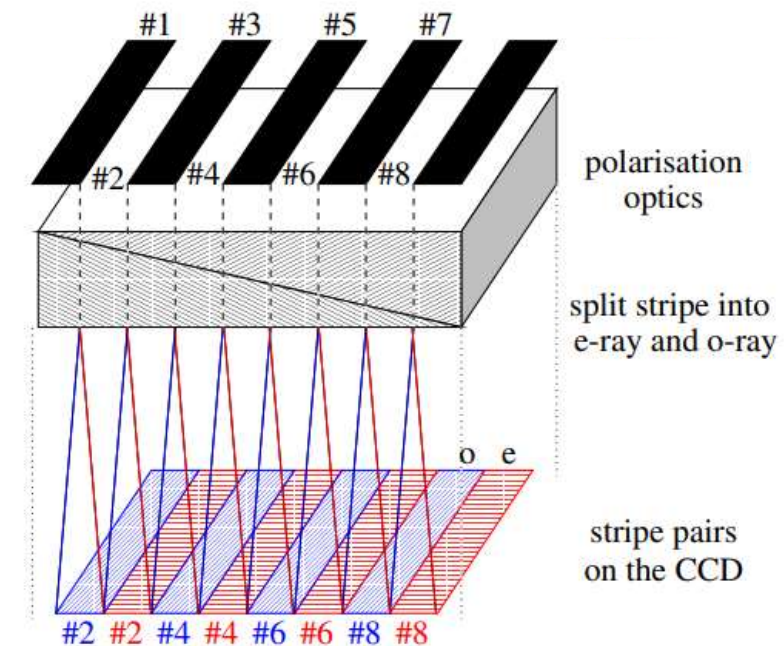 #1 #3 #5 #7
#2 #4 #6 #8
polarisation
optics
split stripe into
e-ray and o-ray
o e
stripe pairs
on the CCD
#2 #2 #4 #4 #6 #6 #8 #8